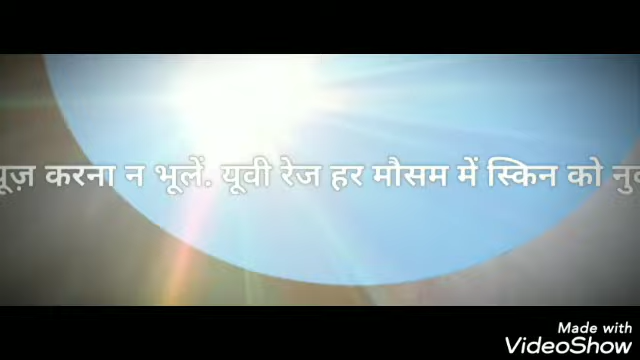 करना न भूलें. यूवी रेज हर मौसम में स्किन को
Made with
VideoShow